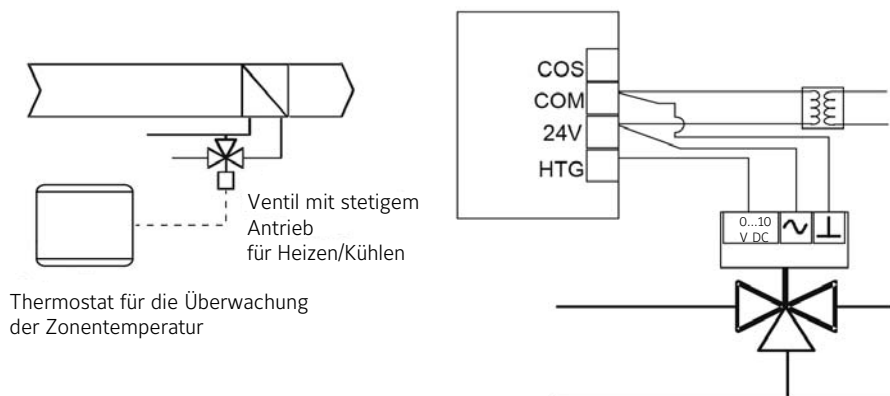 Ventil mit stetigem
Antrieb
für Heizen/Kühlen
Thermostat für die Überwachung
der Zonentemperatur
COS
COM
24V
HTG
0...10
V DC